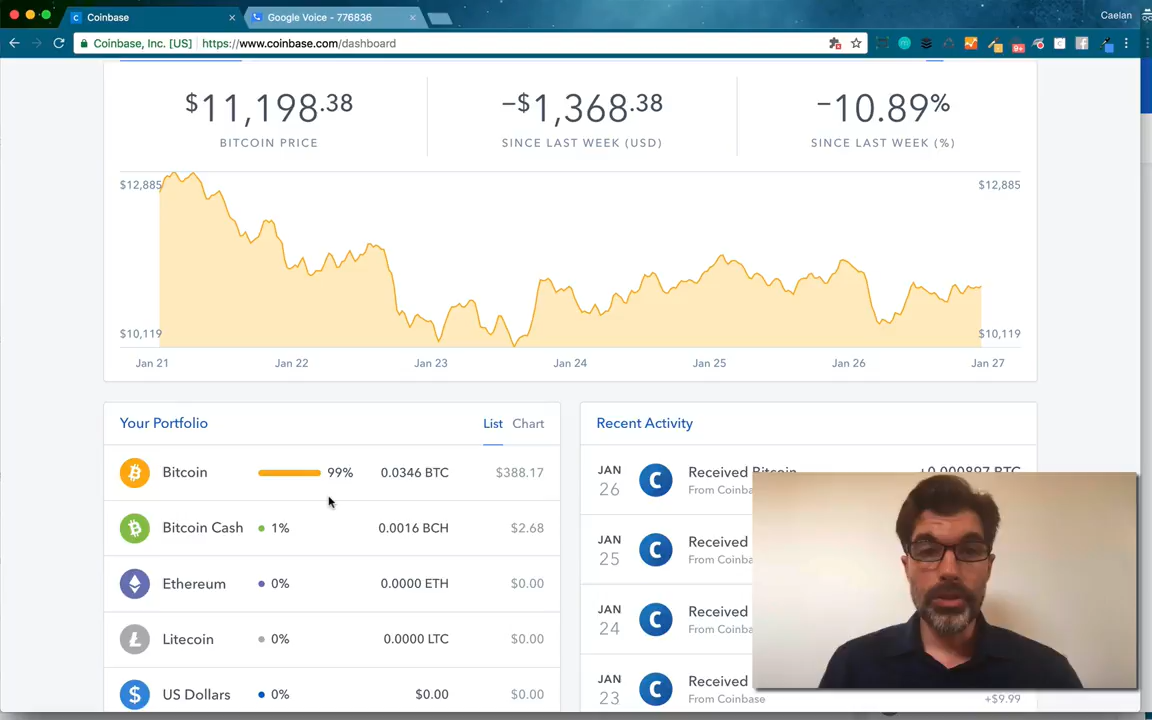 Coinbase
Google Voice - 776836
Caelan
Coinbase, Inc. [US] https://www.coinbase.com/dashboard
9+
$11,198.38
−$1,368.38
−10.89%
BITCOIN PRICE
SINCE LAST WEEK (USD)
SINCE LAST WEEK (%)
$12,885
$12,885
$10,119
$10,119
Jan 21
Jan 22
Jan 23
Jan 24
Jan 25
Jan 26
Jan 27
Your Portfolio
List
Chart
Bitcoin
99%
0.0346 BTC
$388.17
Bitcoin Cash
1%
0.0016 BCH
$2.68
Ethereum
0%
0.0000 ETH
$0.00
Litecoin
0%
0.0000 LTC
$0.00
US Dollars
0%
$0.00
$0.00
Recent Activity
JAN
26
Received Bitcoin
+0.000897 BTC
From Coinba
JAN
25
Received
From Coinba
JAN
24
Received
From Coinba
JAN
23
Received
From Coinbase
+$9.99